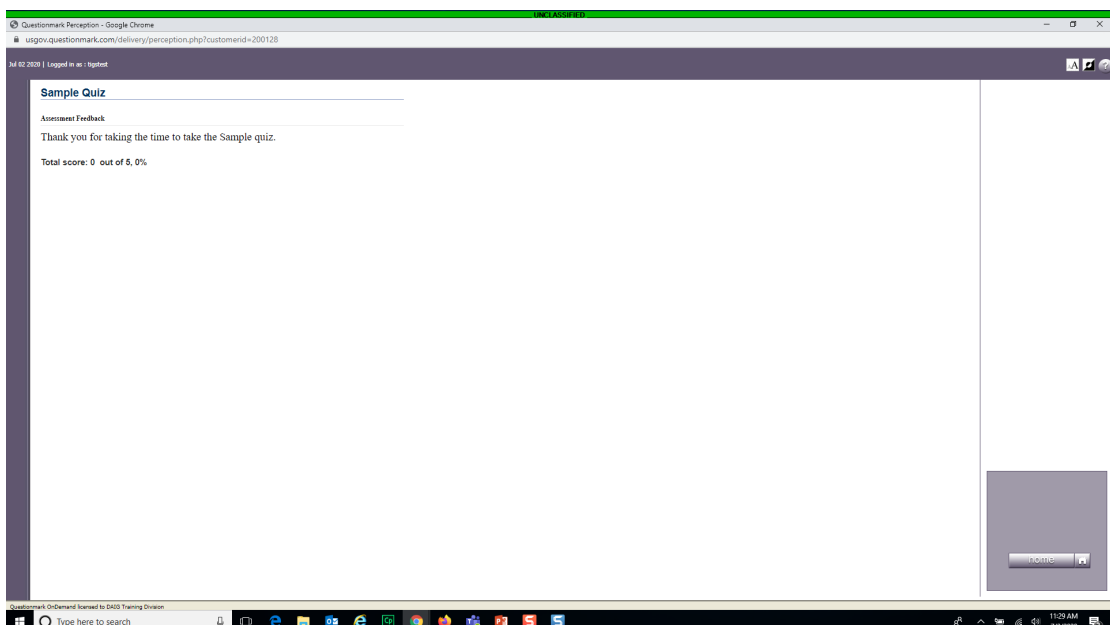 UNCLASSIFIED
Questionmark Perception - Google Chrome
usgov.questionmark.com/delivery/perception.php?customerid=200128
Jul 02 2020 | Logged in as : tigstest
A
?
Sample Quiz
Assessment Feedback
Thank you for taking the time to take the Sample quiz.
Total score: 0 out of 5, 0%
home
Questionmark OnDemand licensed to DAIG Training Division
Type here to search
Cp
11:29 AM